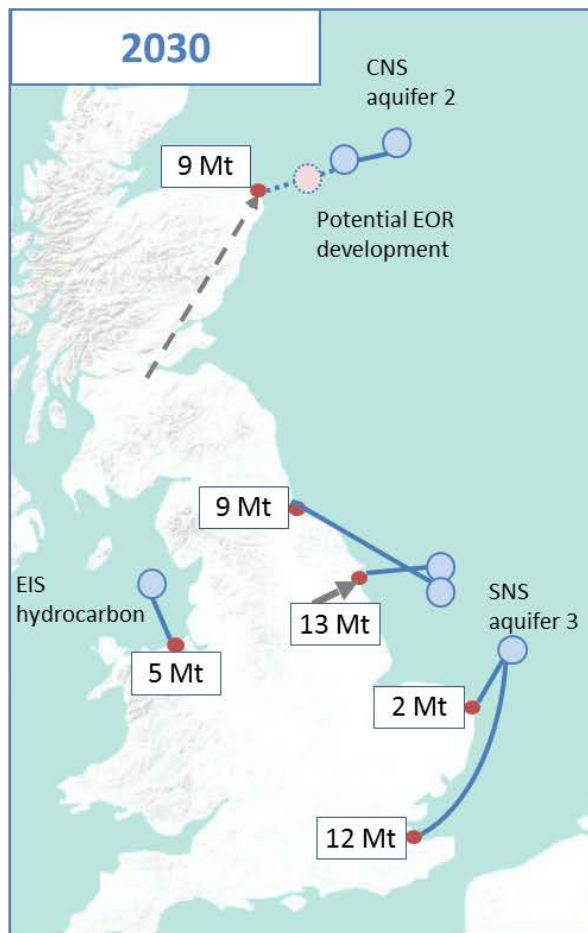 2030
CNS
aquifer 2
9 Mt
Potential EOR
development
9 Mt
EIS
hydrocarbon
13 Mt
SNS
aquifer 3
5 Mt
2 Mt
12 Mt